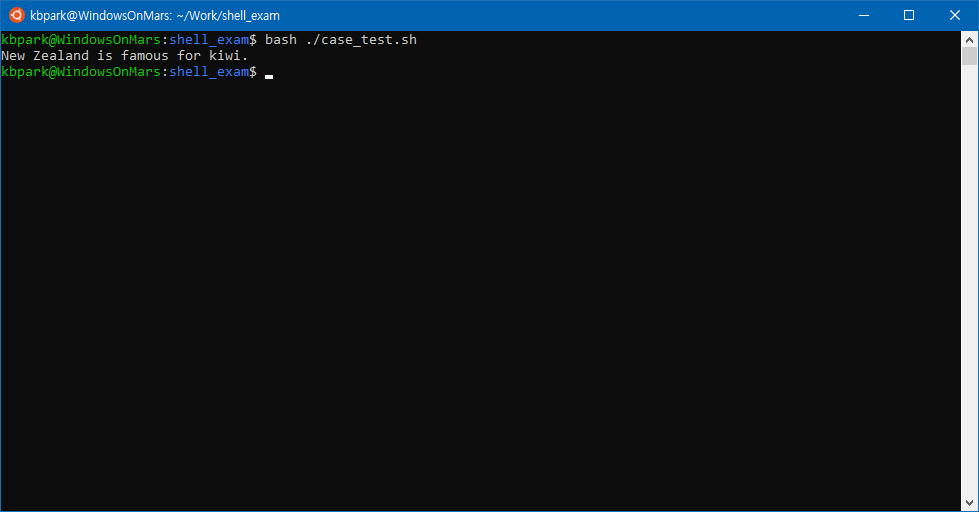 kbpark@WindowsOnMars: ~/Work/shell_exam
kbpark@WindowsOnMars:shell_exam$ bash ./case_test.sh
New Zealand is famous for kiwi.
kbpark@WindowsOnMars:shell_exam$